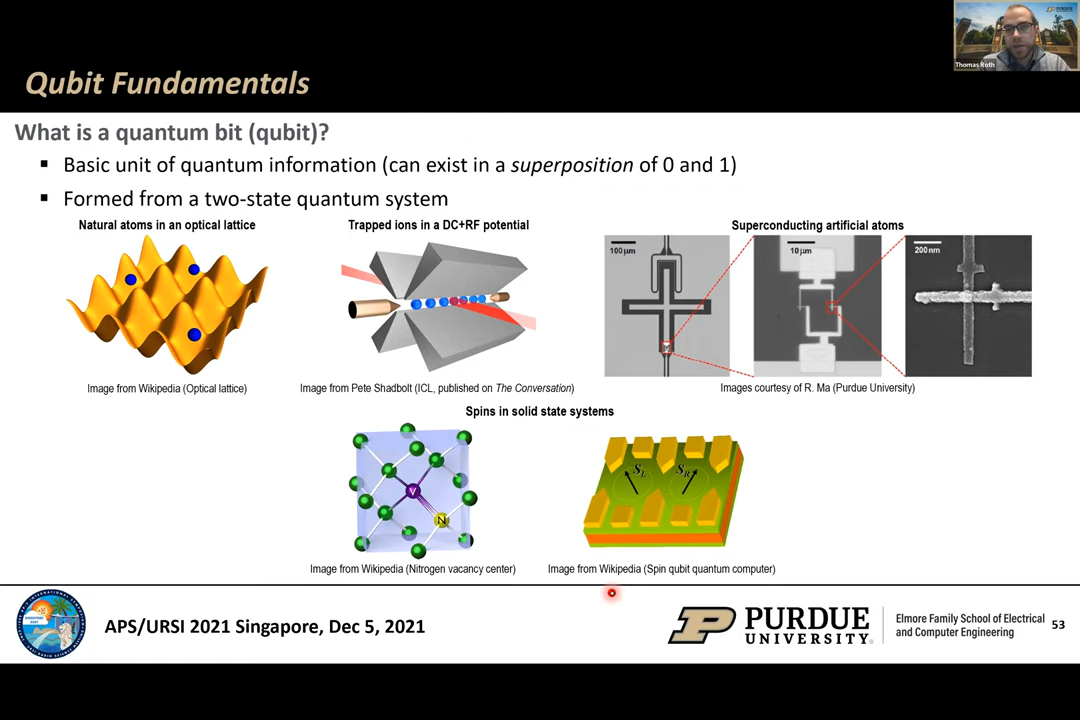 PURDUE
Thomas Roth
Qubit Fundamentals
What is a quantum bit (qubit)?
▪ Basic unit of quantum information (can exist in a superposition of 0 and 1)
▪ Formed from a two-state quantum system
Natural atoms in an optical lattice
Trapped ions in a DC+RF potential
Superconducting artificial atoms
100 μm
10 μm
200 nm
Image from Wikipedia (Optical lattice)
Image from Pete Shadbolt (ICL, published on The Conversation)
Images courtesy of R. Ma (Purdue University)
Spins in solid state systems
V
N
S_L
S_R
Image from Wikipedia (Nitrogen vacancy center)
Image from Wikipedia (Spin qubit quantum computer)
APS/URSI 2021 Singapore, Dec 5, 2021
P
PURDUE
UNIVERSITY®
Elmore Family School of Electrical
and Computer Engineering
53